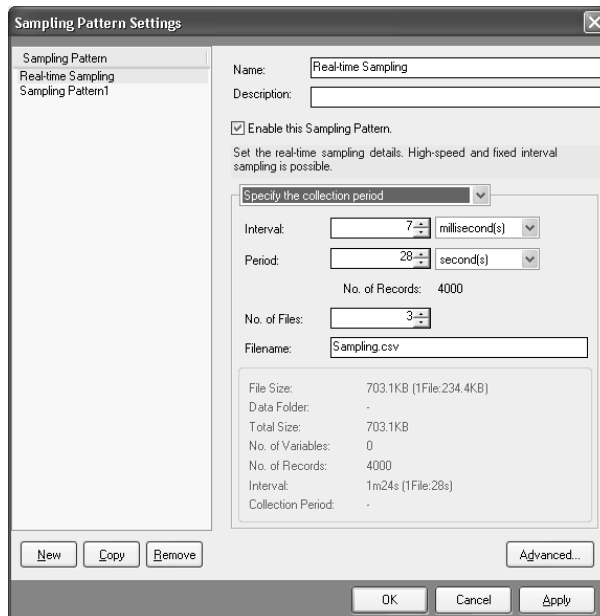 Sampling Pattern Settings
Sampling Pattern
Real-time Sampling
Sampling Pattern1
Name: Real-time Sampling
Description:
Enable this Sampling Pattern.
Set the real-time sampling details. High-speed and fixed interval
sampling is possible.
Specify the collection period
Interval: 7 millisecond(s)
Period: 28 second(s)
No. of Records: 4000
No. of Files: 3
Filename: Sampling.csv
File Size: 703.1KB (1File:234.4KB)
Data Folder: -
Total Size: 703.1KB
No. of Variables: 0
No. of Records: 4000
Interval: 1m24s (1File:28s)
Collection Period: -
New Copy Remove Advanced...
OK Cancel Apply